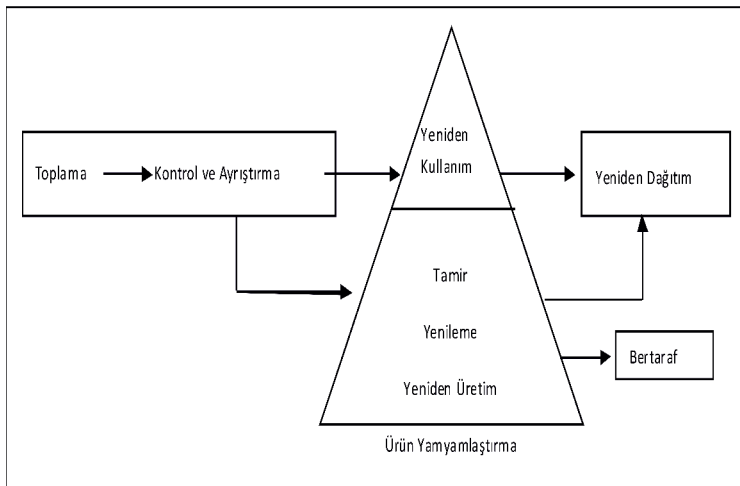 Toplama
Kontrol ve Ayrıştırma
Yeniden
Kullanım
Yeniden Dağıtım
Tamir
Yenileme
Yeniden Üretim
Bertaraf
Ürün Yamyamlaştırma